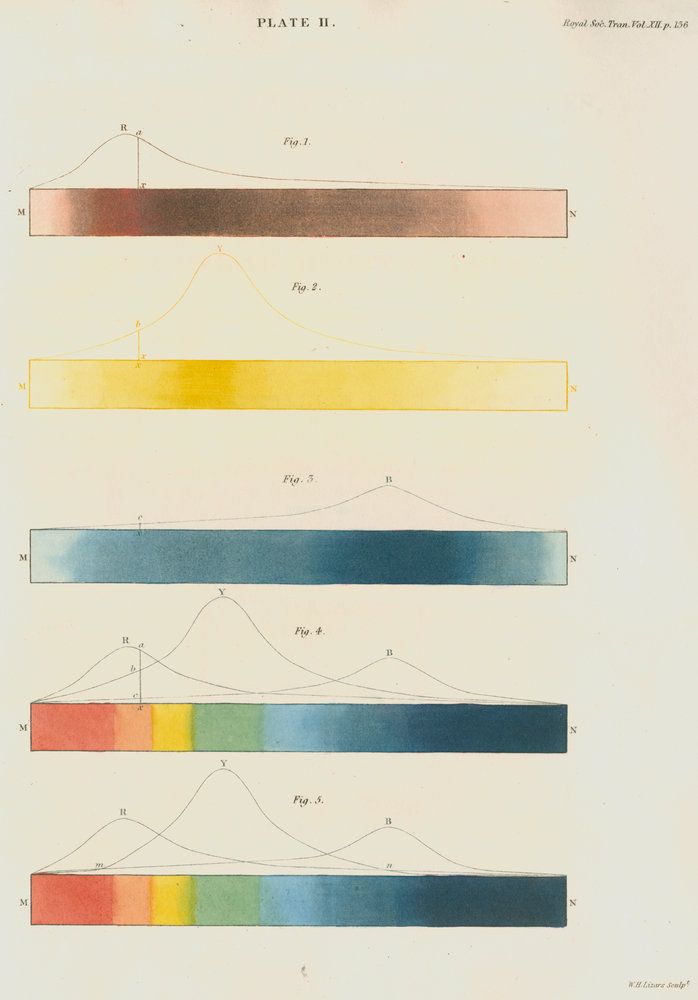 PLATE II.
Royal Soc. Tran. Vol. XII. p. 136
R
a
Fig. 1.
x
M
N
Y
Fig. 2.
b
x
x
M
N
Fig. 3.
B
c
M
N
Y
Fig. 4.
R
a
b
B
c
x
M
N
Y
Fig. 5.
R
B
m
n
M
N
W.H. Lizars Sculpt